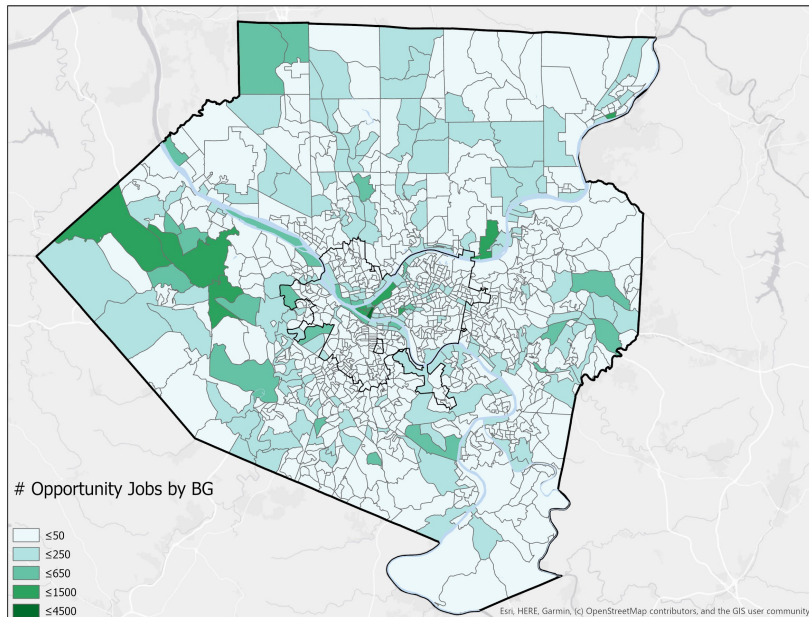 # Opportunity Jobs by BG
≤50
≤250
≤650
≤1500
≤4500
Esri, HERE, Garmin, (c) OpenStreetMap contributors, and the GIS user community